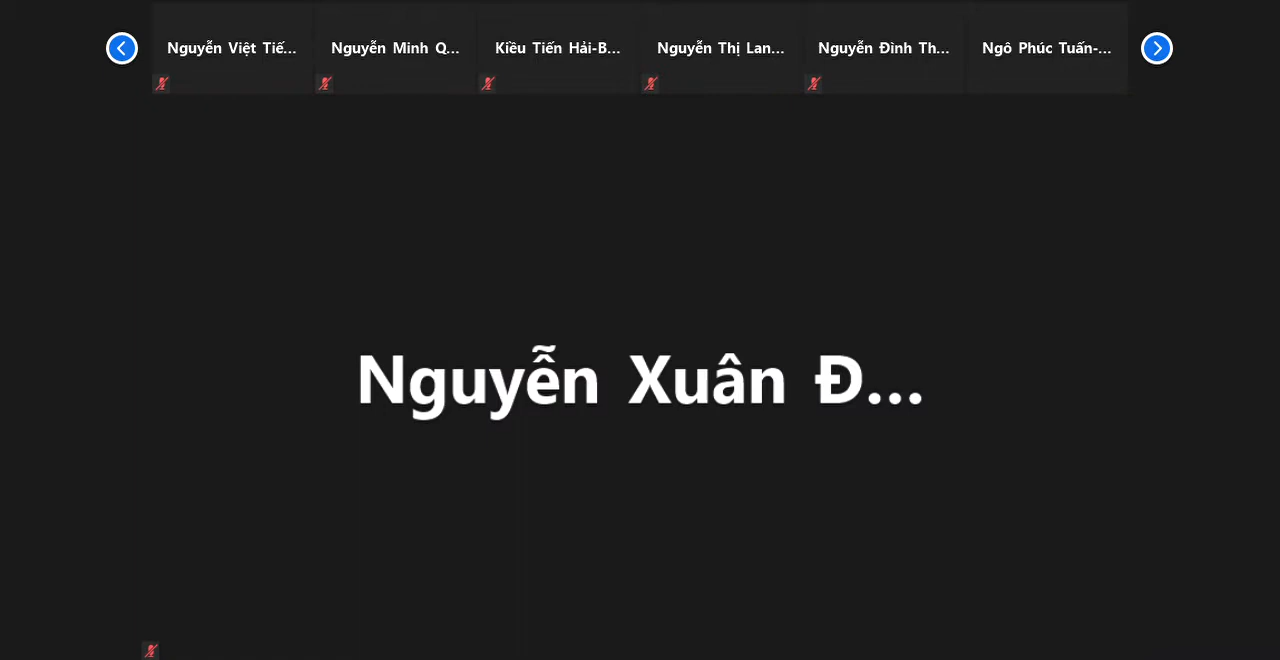 Nguyễn Việt Tiế...
Nguyễn Minh Q...
Kiều Tiến Hải-B...
Nguyễn Thị Lan...
Nguyễn Đình Th...
Ngô Phúc Tuấn-...
Nguyễn Xuân Đ...